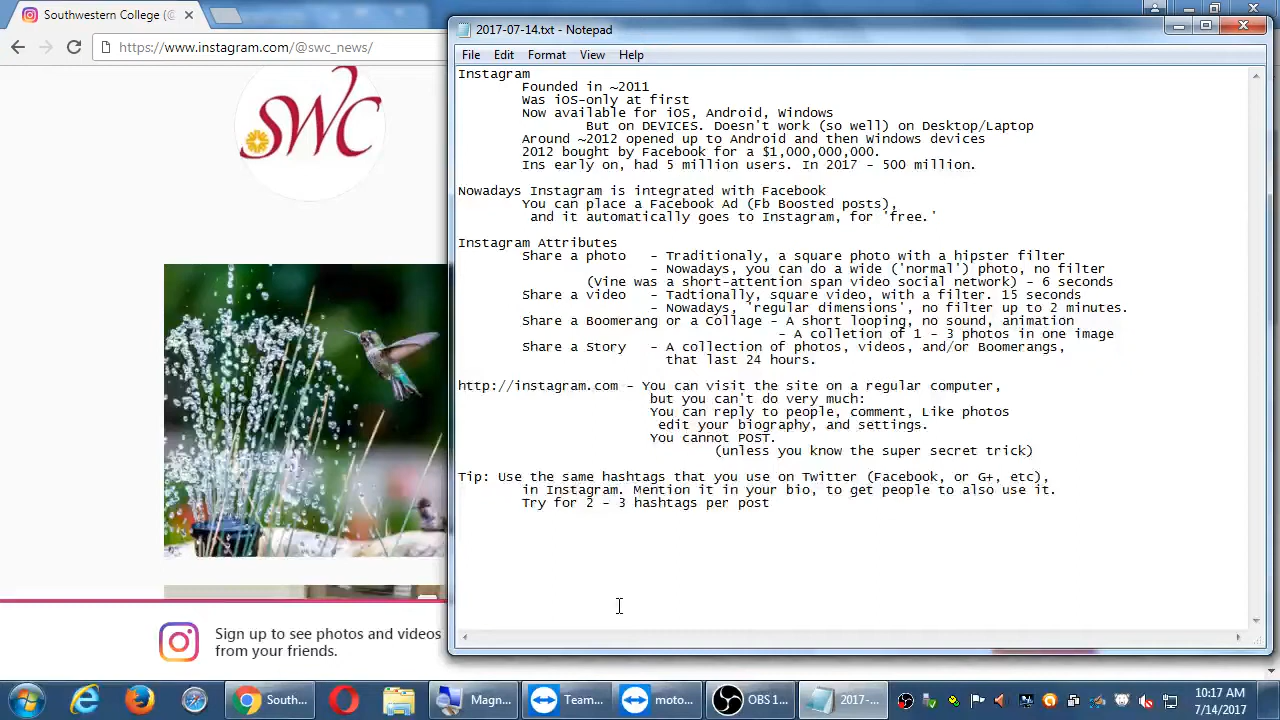 Southwestern College (@
https://www.instagram.com/@swc_news/
SWC
Sign up to see photos and videos
from your friends.
2017-07-14.txt - Notepad
File Edit Format View Help
Instagram
Founded in ~2011
Was iOS-only at first
Now available for iOS, Android, Windows
But on DEVICES. Doesn't work (so well) on Desktop/Laptop
Around ~2012 opened up to Android and then Windows devices
2012 bought by Facebook for a $1,000,000,000.
Ins early on, had 5 million users. In 2017 - 500 million.
Nowadays Instagram is integrated with Facebook
You can place a Facebook Ad (Fb Boosted posts),
and it automatically goes to Instagram, for 'free.'
Instagram Attributes
Share a photo - Traditionaly, a square photo with a hipster filter
- Nowadays, you can do a wide ('normal') photo, no filter
(Vine was a short-attention span video social network) - 6 seconds
Share a video - Tadtionally, square video, with a filter. 15 seconds
- Nowadays, 'regular dimensions', no filter up to 2 minutes.
Share a Boomerang or a Collage - A short looping, no sound, animation
- A colletion of 1 - 3 photos in one image
Share a Story - A collection of photos, videos, and/or Boomerangs,
that last 24 hours.
http://instagram.com - You can visit the site on a regular computer,
but you can't do very much:
You can reply to people, comment, Like photos
edit your biography, and settings.
You cannot POST.
(unless you know the super secret trick)
Tip: Use the same hashtags that you use on Twitter (Facebook, or G+, etc),
in Instagram. Mention it in your bio, to get people to also use it.
Try for 2 - 3 hashtags per post
South... Magn... Team... moto... OBS 1... 2017-...
10:17 AM
7/14/2017